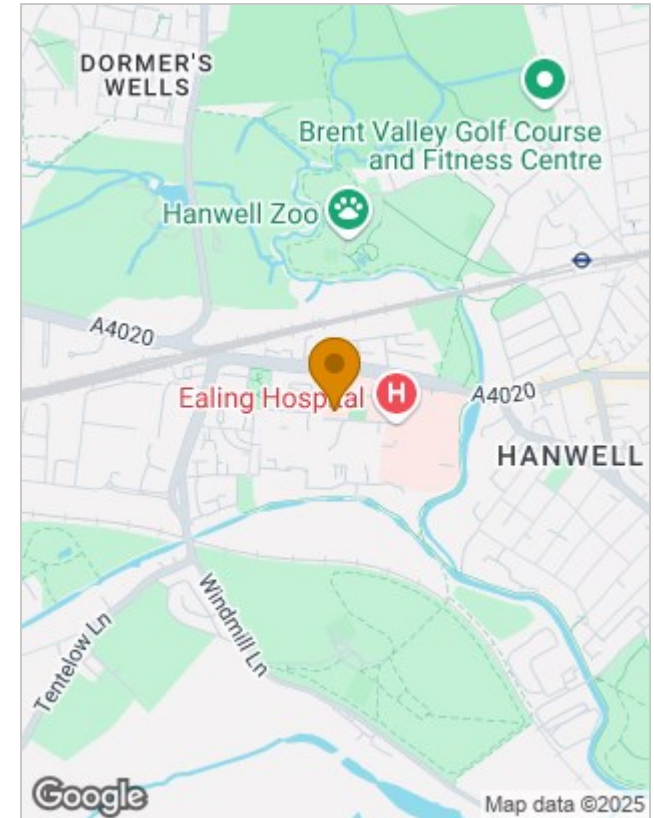 DORMER'S
WELLS
Brent Valley Golf Course
and Fitness Centre
Hanwell Zoo
A4020
Ealing Hospital
H
A4020
HANWELL
Windmill Ln
Tentelow Ln
Google
Map data ©2025